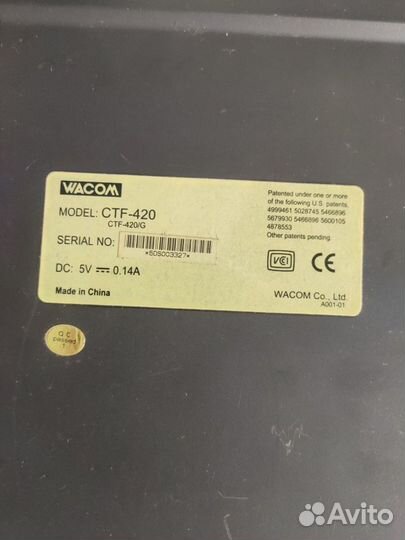 WACOM
MODEL: CTF-420
CTF-420/G
SERIAL NO:
*5DS003327*
DC: 5V 0.14A
Made in China
Patented under one or more
of the following U.S patents.
4999461 5028745 5466896
5679930 5466896 5600105
4878553
Other patents pending.
VCI
CE
WACOM Co., Ltd.
A001-01
QC
passed
1
Avito